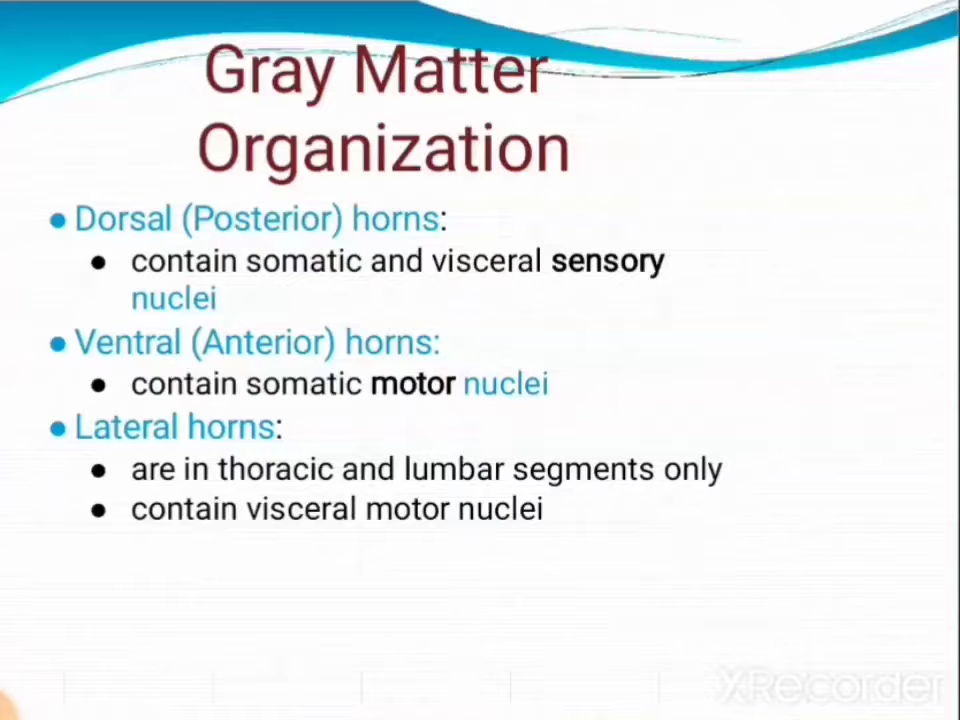 Gray Matter
Organization
● Dorsal (Posterior) horns:
● contain somatic and visceral sensory
nuclei
● Ventral (Anterior) horns:
● contain somatic motor nuclei
● Lateral horns:
● are in thoracic and lumbar segments only
● contain visceral motor nuclei
XRecorder